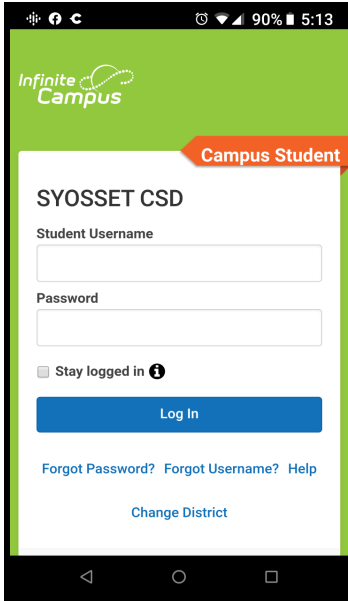 90% 5:13
Infinite
Campus
Campus Student
SYOSSET CSD
Student Username
Password
Stay logged in
Log In
Forgot Password? Forgot Username? Help
Change District